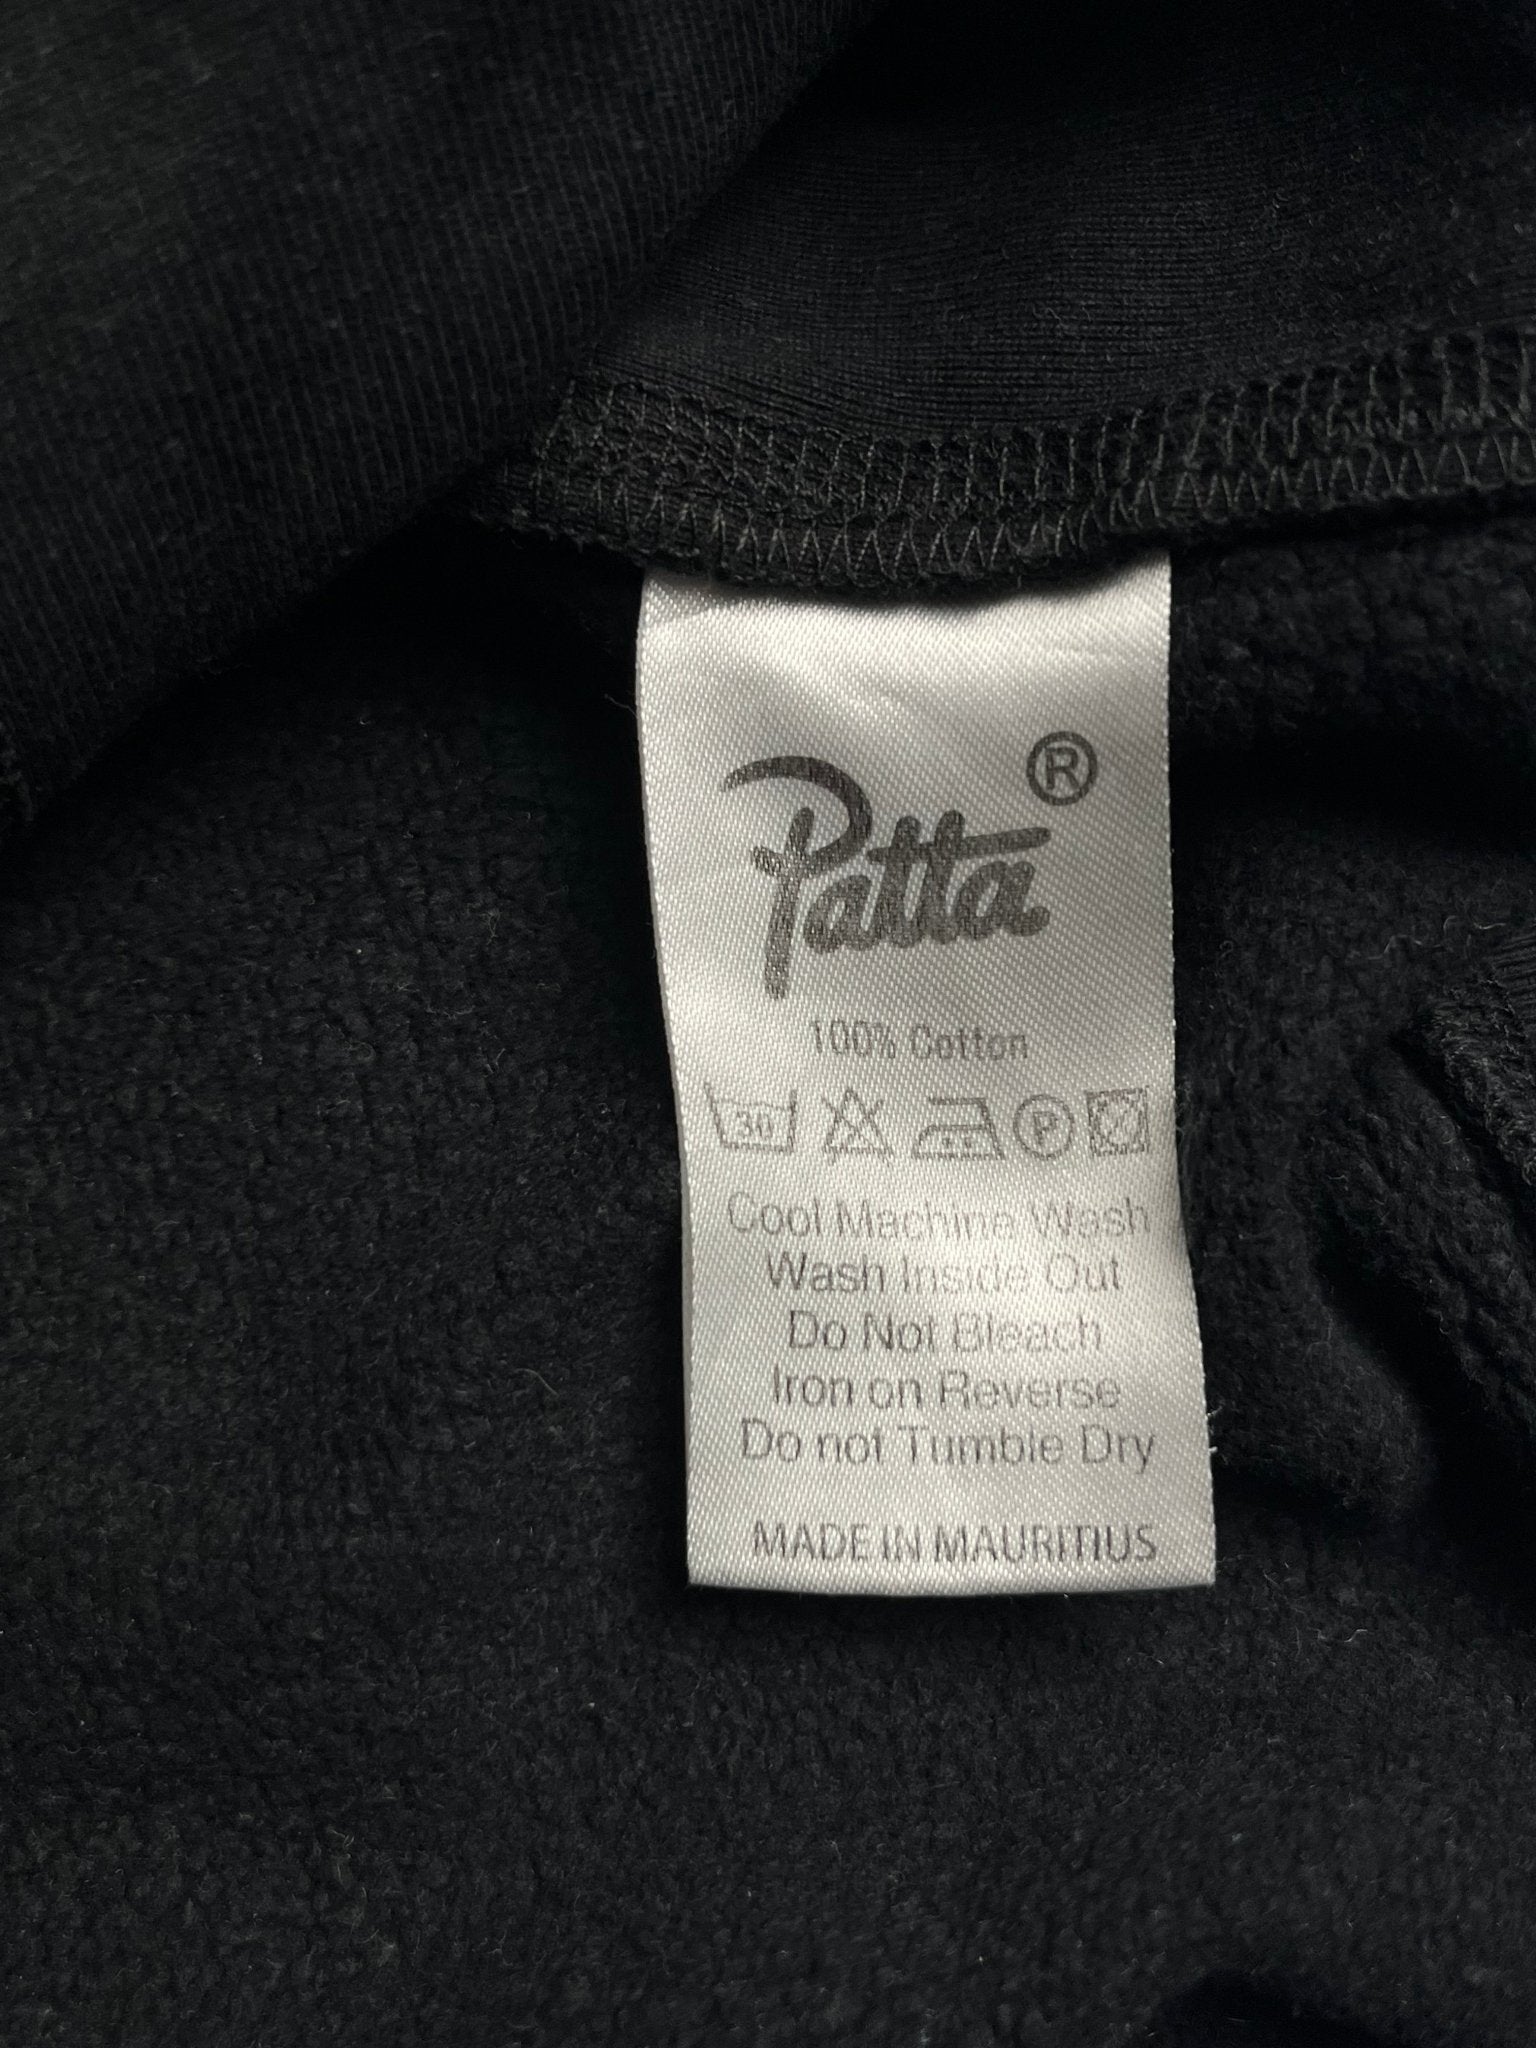 Patta ®
100% Cotton
30 P
Cool Machine Wash
Wash Inside Out
Do Not Bleach
Iron on Reverse
Do not Tumble Dry
MADE IN MAURITIUS